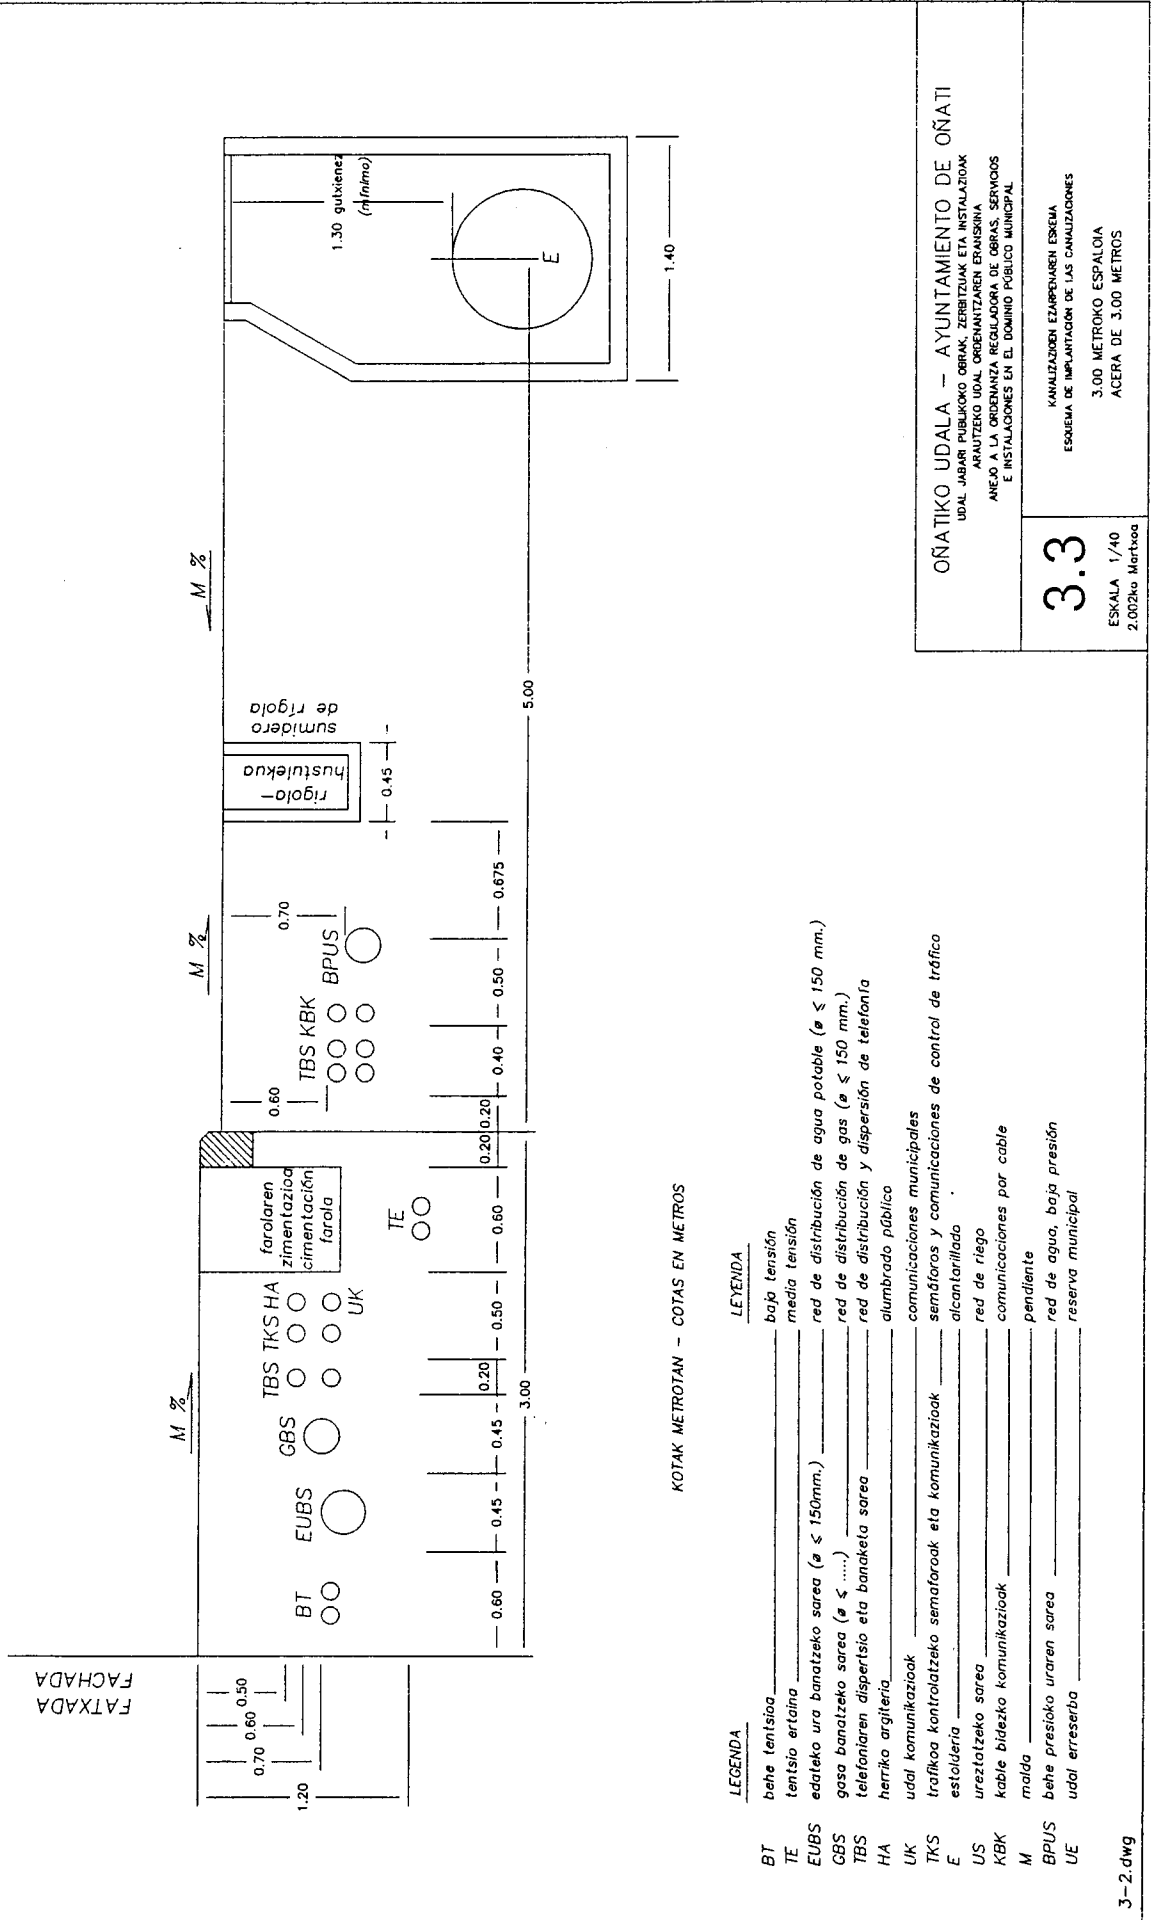 FATXADA
FACHADA
M %
M %
M %
0.50
0.60
0.70
1.20
BT
EUBS
GBS
TBS TKS HA
UK
farolaren
zimentazioa
cimentación
farola
TE
0.60
TBS KBK
BPUS
0.70
rigola-
hustulekua
sumidero
de rígola
0.45
1.30 gutxienez
(mínimo)
E
1.40
0.60
0.45
0.45
0.20
0.50
0.60
0.20
0.20
0.40
0.50
0.675
3.00
5.00
KOTAK METROTAN - COTAS EN METROS
LEGENDA
LEYENDA
BT behe tentsioa baja tensión
TE tentsio ertaina media tensión
EUBS edateko ura banatzeko sarea (ø ≤ 150mm.) red de distribución de agua potable (ø ≤ 150 mm.)
GBS gasa banatzeko sarea (ø ≤ .....) red de distribución de gas (ø ≤ 150 mm.)
TBS telefoniaren dispertsio eta banaketa sarea red de distribución y dispersión de telefonía
HA herriko argiteria alumbrado público
UK udal komunikazioak comunicaciones municipales
TKS trafikoa kontrolatzeko semaforoak eta komunikazioak semáforos y comunicaciones de control de tráfico
E estolderia alcantarillado
US ureztatzeko sarea red de riego
KBK kable bidezko komunikazioak comunicaciones por cable
M malda pendiente
BPUS behe presioko uraren sarea red de agua, baja presión
UE udal erreserba reserva municipal
3-2.dwg
OÑATIKO UDALA - AYUNTAMIENTO DE OÑATI
UDAL JABARI PUBLIKOKO OBRAK, ZERBITZUAK ETA INSTALAZIOAK
ARAUTZEKO UDAL ORDENANTZAREN ERANSKINA
ANEJO A LA ORDENANZA REGULADORA DE OBRAS, SERVICIOS
E INSTALACIONES EN EL DOMINIO PÚBLICO MUNICIPAL
3.3
ESKALA 1/40
2.002ko Martxoa
KANALIZAZIOEN EZARPENAREN ESKEMA
ESQUEMA DE IMPLANTACIÓN DE LAS CANALIZACIONES
3.00 METROKO ESPALOIA
ACERA DE 3.00 METROS